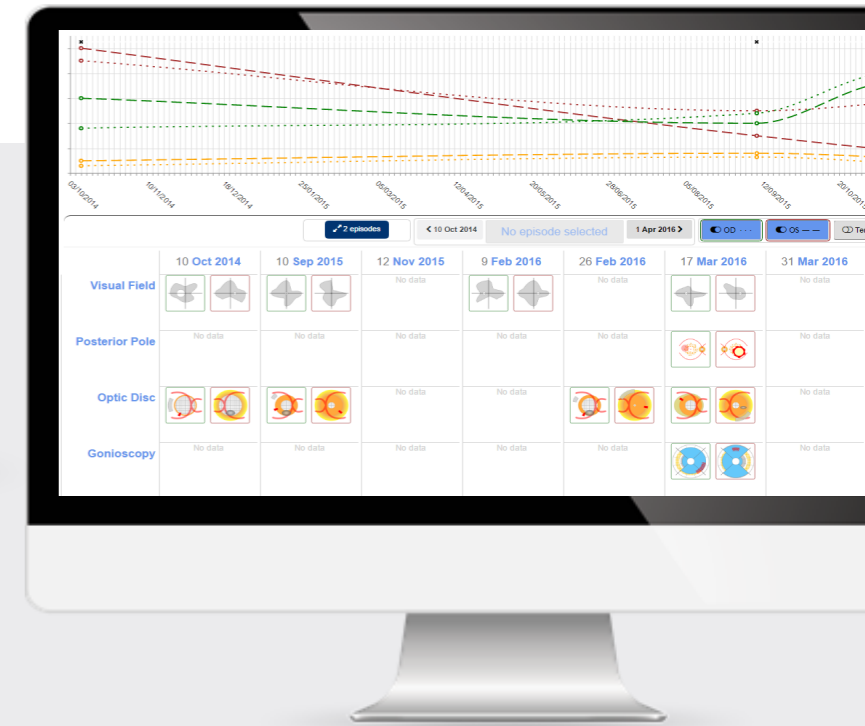 03/10/2014 10/11/2014 18/12/2014 25/01/2015 05/03/2015 12/04/2015 20/05/2015 28/06/2015 05/08/2015 12/09/2015 20/10/2015
2 episodes < 10 Oct 2014 No episode selected 1 Apr 2016 > OD OS Ter
10 Oct 2014 10 Sep 2015 12 Nov 2015 9 Feb 2016 26 Feb 2016 17 Mar 2016 31 Mar 2016
Visual Field No data No data No data
Posterior Pole No data No data No data No data No data No data
Optic Disc No data No data No data
Gonioscopy No data No data No data No data No data No data